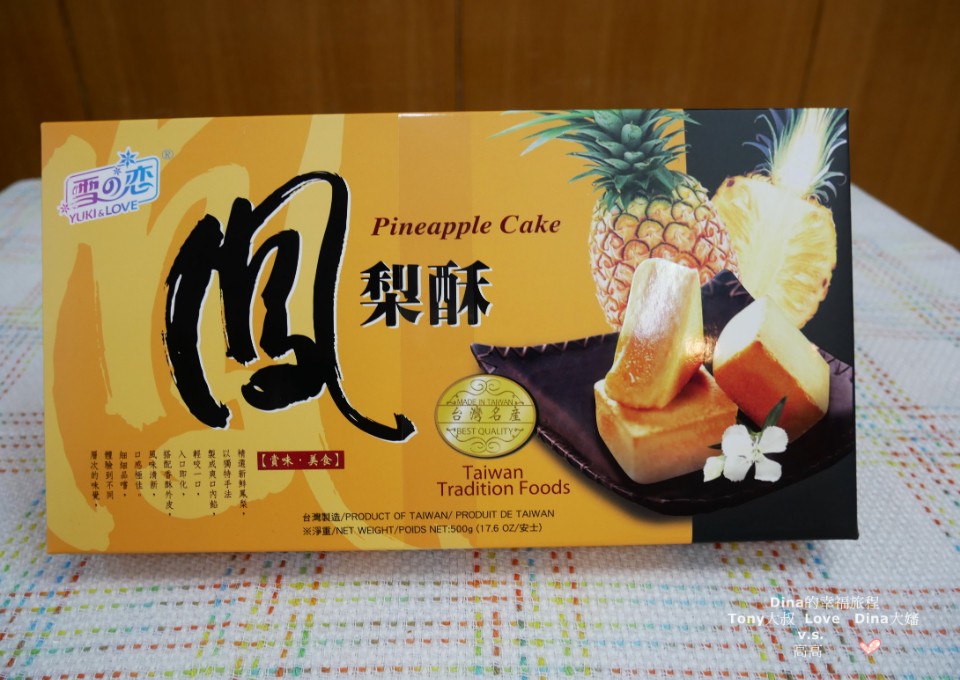 雪の恋®
YUKI&LOVE
Pineapple Cake
鳳梨酥
MADE IN TAIWAN
台灣名産
BEST QUALITY
Taiwan
Tradition Foods
【賞味・美食】
精選新鮮鳳梨，
以獨特手法
製成爽口內餡，
輕咬一口，
入口即化，
搭配香酥外皮，
風味清新，
口感極佳。
細細品嚐，
體驗到不同
層次的味覺。
台灣製造/PRODUCT OF TAIWAN/ PRODUIT DE TAIWAN
※淨重/NET WEIGHT/POIDS NET:500g (17.6 OZ/安士)
Dina的幸福旅程
Tony大叔 Love Dina大嬸
v.s.
高高